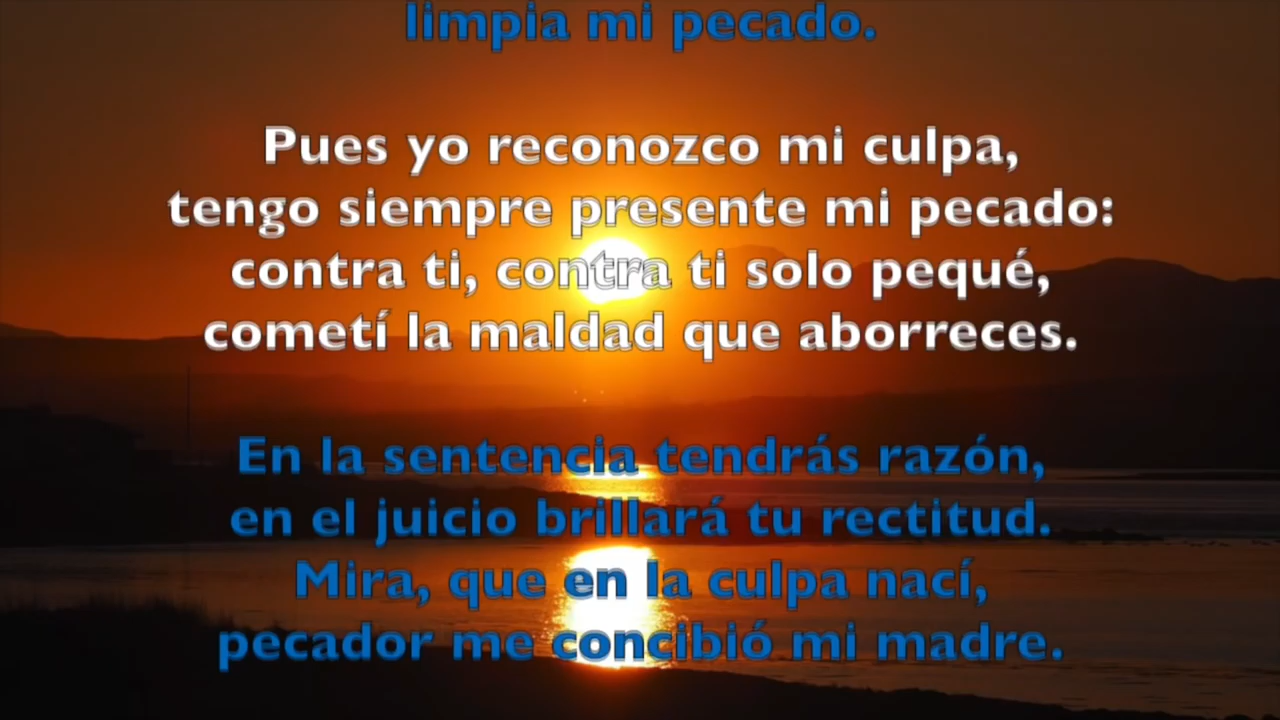 limpia mi pecado.
Pues yo reconozco mi culpa,
tengo siempre presente mi pecado:
contra ti, contra ti solo pequé,
cometí la maldad que aborreces.
En la sentencia tendrás razón,
en el juicio brillará tu rectitud.
Mira, que en la culpa nací,
pecador me concibió mi madre.